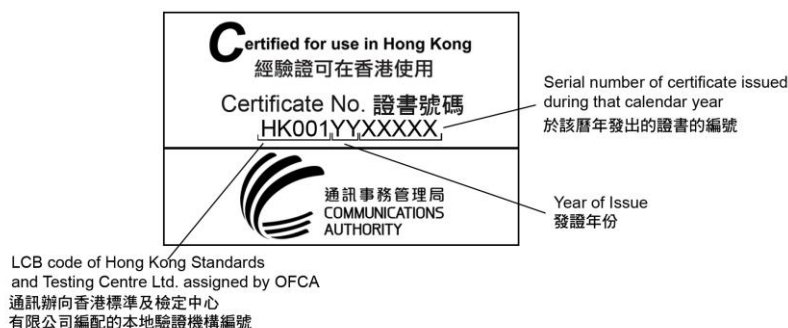 Certified for use in Hong Kong
經驗證可在香港使用
Certificate No. 證書號碼
HK001YYXXXXX
Serial number of certificate issued
during that calendar year
於該曆年發出的證書的編號
通訊事務管理局
COMMUNICATIONS
AUTHORITY
Year of Issue
發證年份
LCB code of Hong Kong Standards
and Testing Centre Ltd. assigned by OFCA
通訊辦向香港標準及檢定中心
有限公司編配的本地驗證機構編號